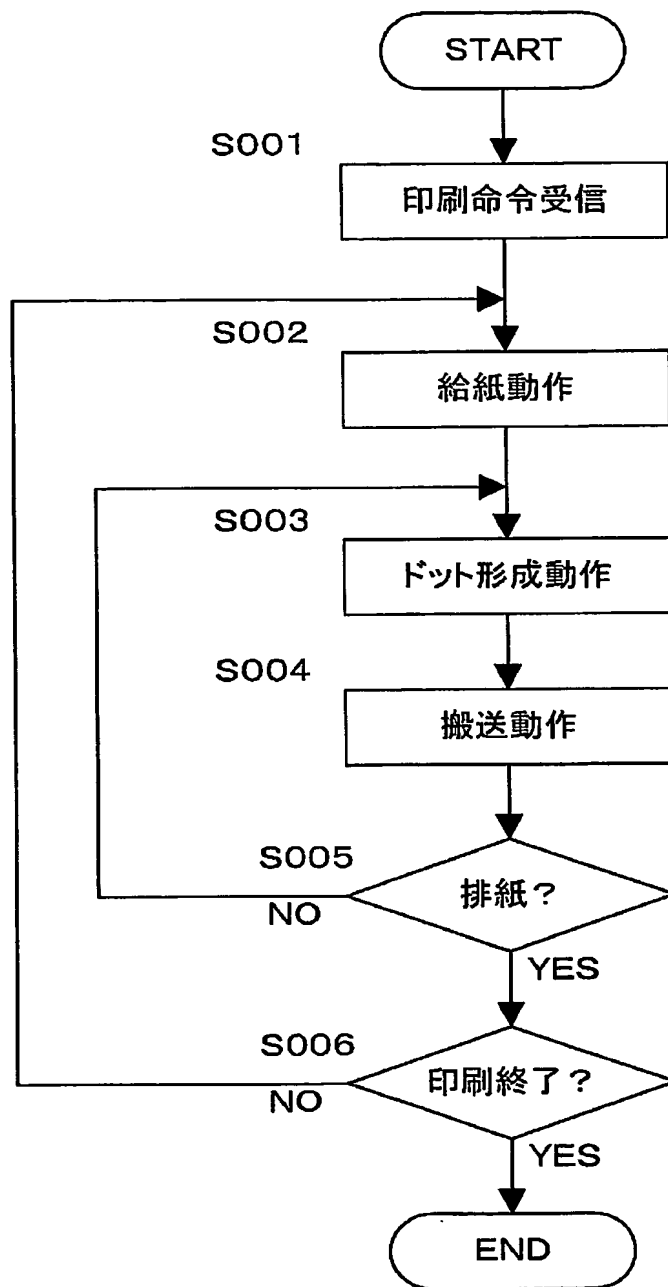 START
S001
印刷命令受信
S002
給紙動作
S003
ドット形成動作
S004
搬送動作
S005
排紙？
NO
YES
S006
印刷終了？
NO
YES
END